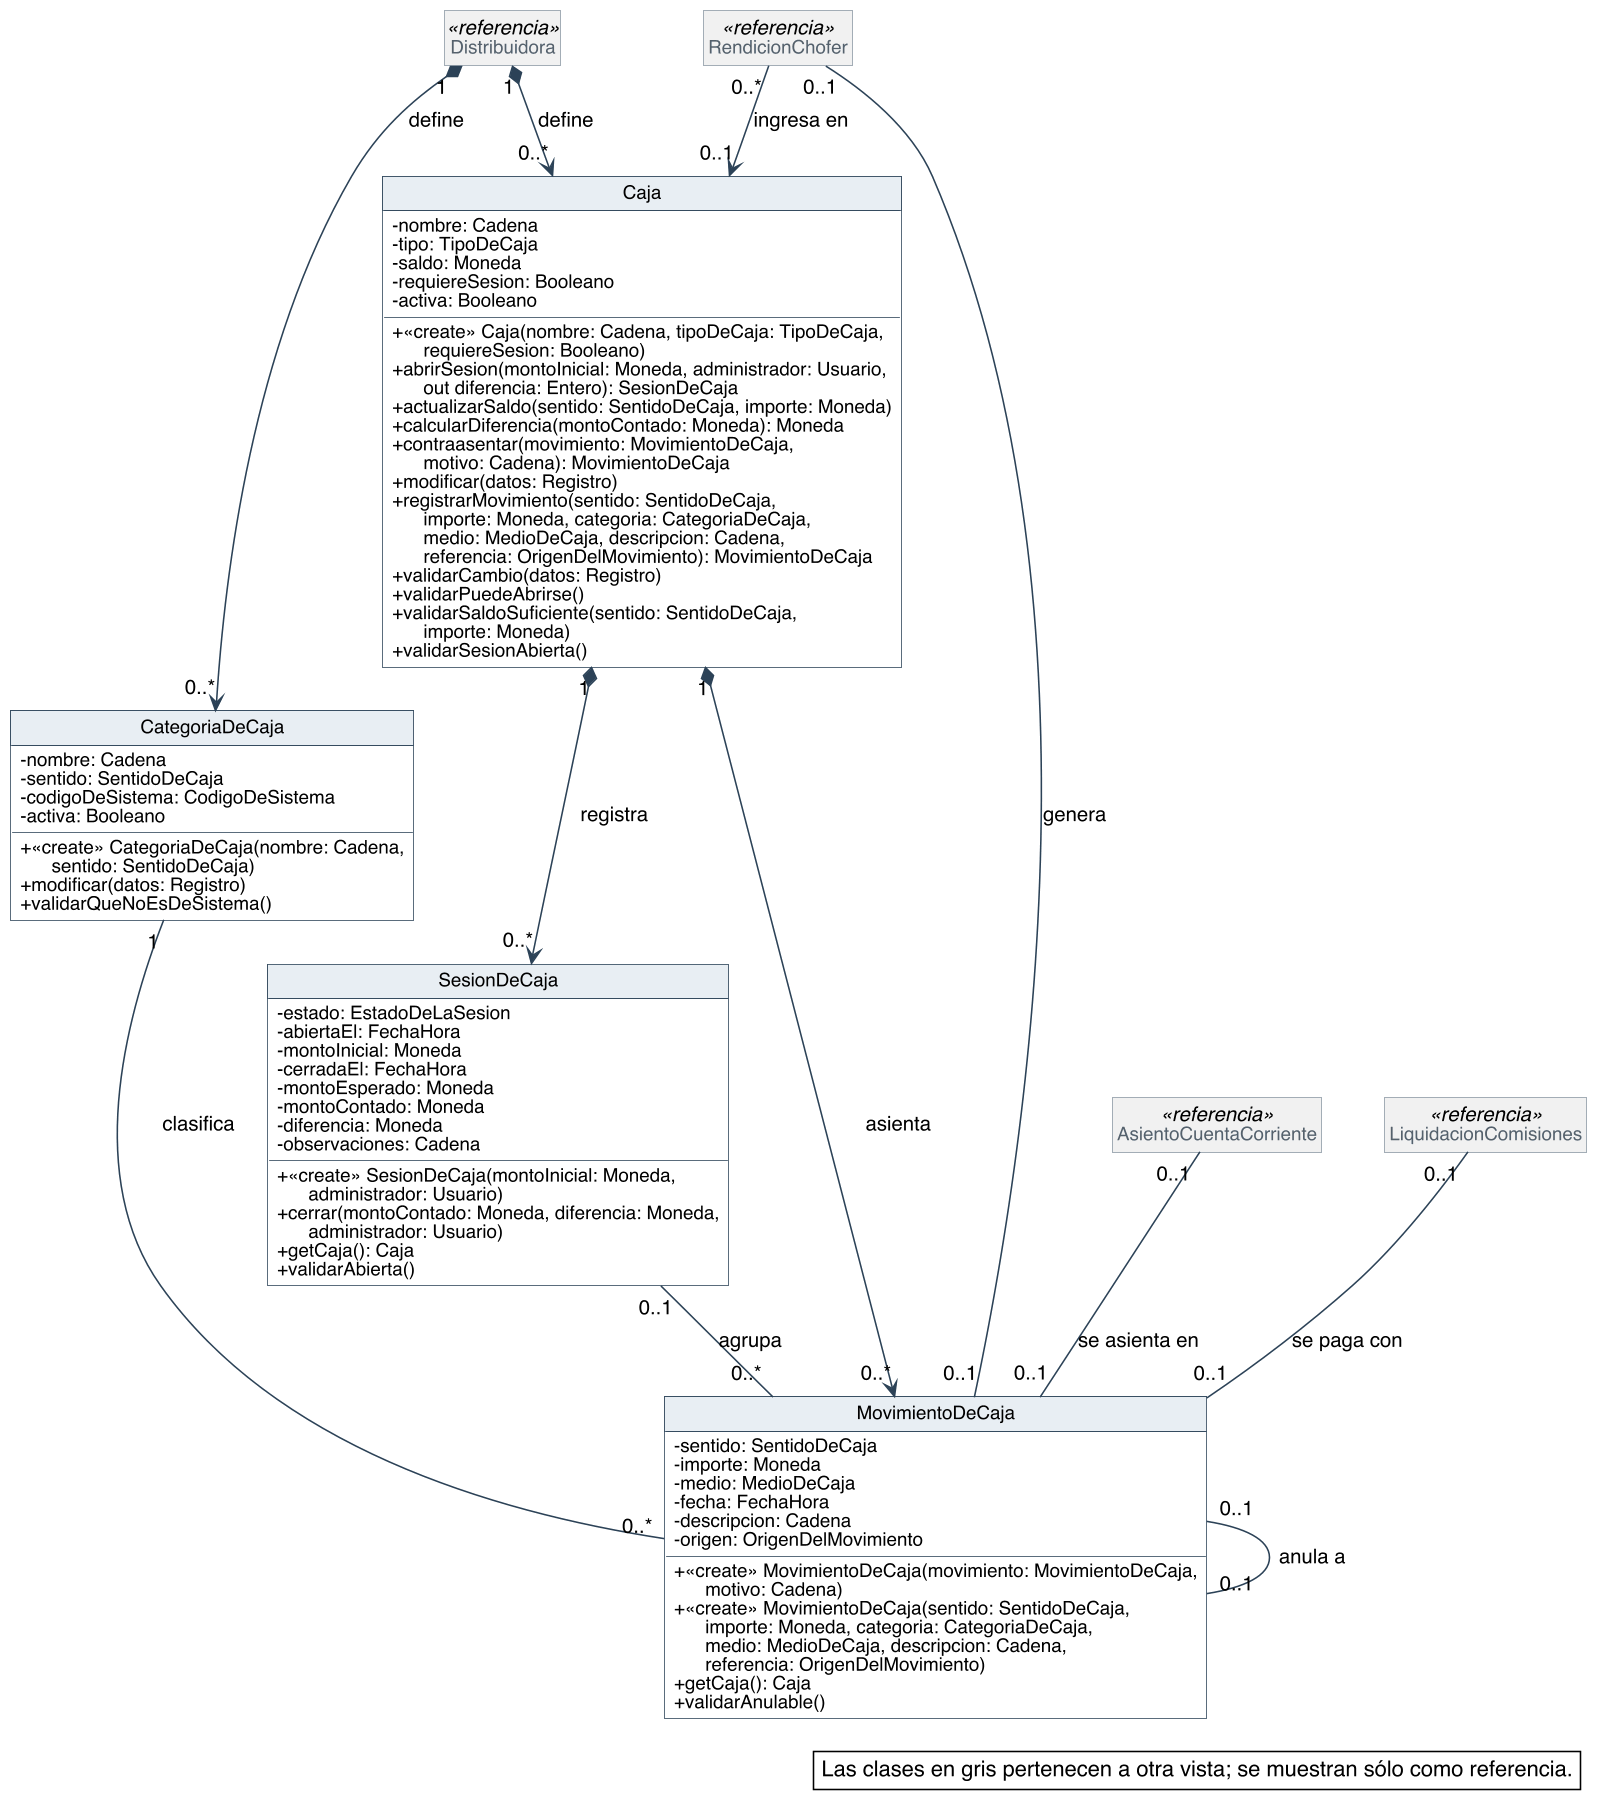 «referencia»
Distribuidora
«referencia»
RendicionChofer
1
1
0..*
0..1
define
define
ingresa en
0..*
0..1
Caja
-nombre: Cadena
-tipo: TipoDeCaja
-saldo: Moneda
-requiereSesion: Booleano
-activa: Booleano
+«create» Caja(nombre: Cadena, tipoDeCaja: TipoDeCaja,
requiereSesion: Booleano)
+abrirSesion(montoInicial: Moneda, administrador: Usuario,
out diferencia: Entero): SesionDeCaja
+actualizarSaldo(sentido: SentidoDeCaja, importe: Moneda)
+calcularDiferencia(montoContado: Moneda): Moneda
+contraasentar(movimiento: MovimientoDeCaja,
motivo: Cadena): MovimientoDeCaja
+modificar(datos: Registro)
+registrarMovimiento(sentido: SentidoDeCaja,
importe: Moneda, categoria: CategoriaDeCaja,
medio: MedioDeCaja, descripcion: Cadena,
referencia: OrigenDelMovimiento): MovimientoDeCaja
+validarCambio(datos: Registro)
+validarPuedeAbrirse()
+validarSaldoSuficiente(sentido: SentidoDeCaja,
importe: Moneda)
+validarSesionAbierta()
0..*
1
1
CategoriaDeCaja
-nombre: Cadena
-sentido: SentidoDeCaja
-codigoDeSistema: CodigoDeSistema
-activa: Booleano
+«create» CategoriaDeCaja(nombre: Cadena,
sentido: SentidoDeCaja)
+modificar(datos: Registro)
+validarQueNoEsDeSistema()
registra
genera
1
0..*
SesionDeCaja
-estado: EstadoDeLaSesion
-abiertaEl: FechaHora
-montoInicial: Moneda
-cerradaEl: FechaHora
-montoEsperado: Moneda
-montoContado: Moneda
-diferencia: Moneda
-observaciones: Cadena
+«create» SesionDeCaja(montoInicial: Moneda,
administrador: Usuario)
+cerrar(montoContado: Moneda, diferencia: Moneda,
administrador: Usuario)
+getCaja(): Caja
+validarAbierta()
clasifica
asienta
«referencia»
AsientoCuentaCorriente
«referencia»
LiquidacionComisiones
0..1
0..1
0..1
agrupa
se asienta en
se paga con
0..*
0..*
0..1
0..1
0..1
MovimientoDeCaja
-sentido: SentidoDeCaja
-importe: Moneda
-medio: MedioDeCaja
-fecha: FechaHora
-descripcion: Cadena
-origen: OrigenDelMovimiento
+«create» MovimientoDeCaja(movimiento: MovimientoDeCaja,
motivo: Cadena)
+«create» MovimientoDeCaja(sentido: SentidoDeCaja,
importe: Moneda, categoria: CategoriaDeCaja,
medio: MedioDeCaja, descripcion: Cadena,
referencia: OrigenDelMovimiento)
+getCaja(): Caja
+validarAnulable()
0..*
0..1
anula a
0..1
Las clases en gris pertenecen a otra vista; se muestran sólo como referencia.